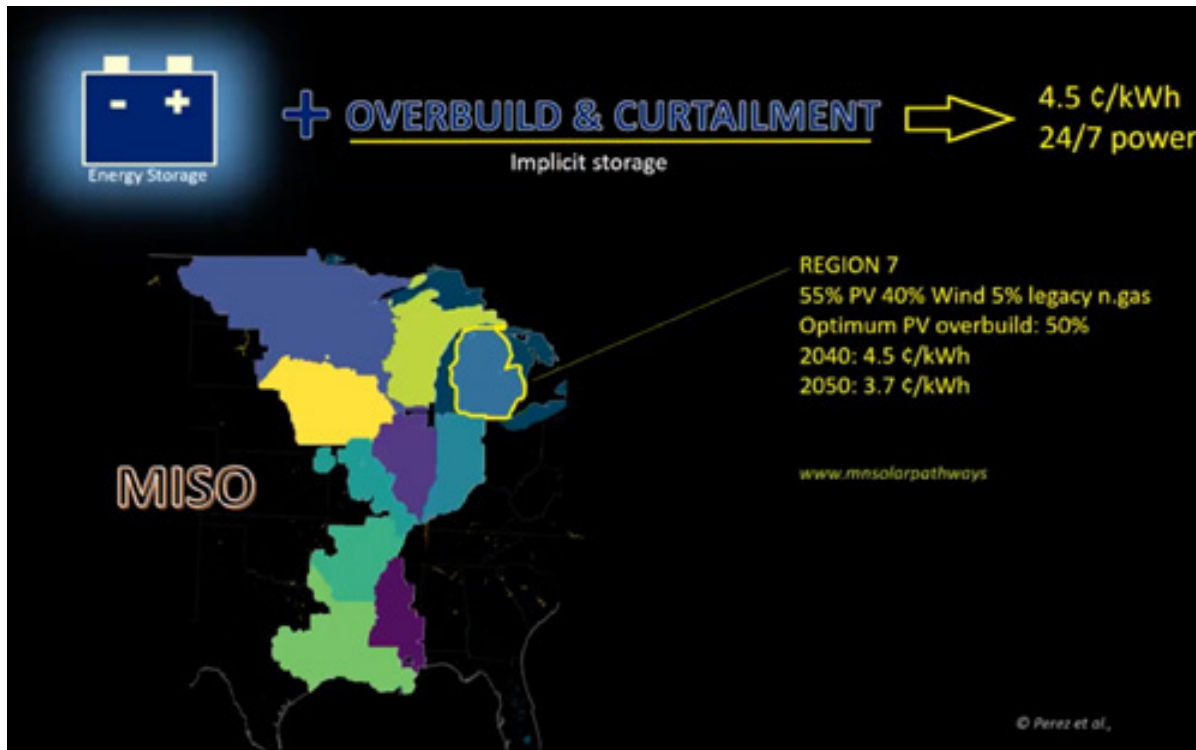 - +
Energy Storage
+ OVERBUILD & CURTAILMENT
Implicit storage
4.5 ¢/kWh
24/7 power
REGION 7
55% PV 40% Wind 5% legacy n.gas
Optimum PV overbuild: 50%
2040: 4.5 ¢/kWh
2050: 3.7 ¢/kWh
www.mnsolarpathways
MISO
© Perez et al.,